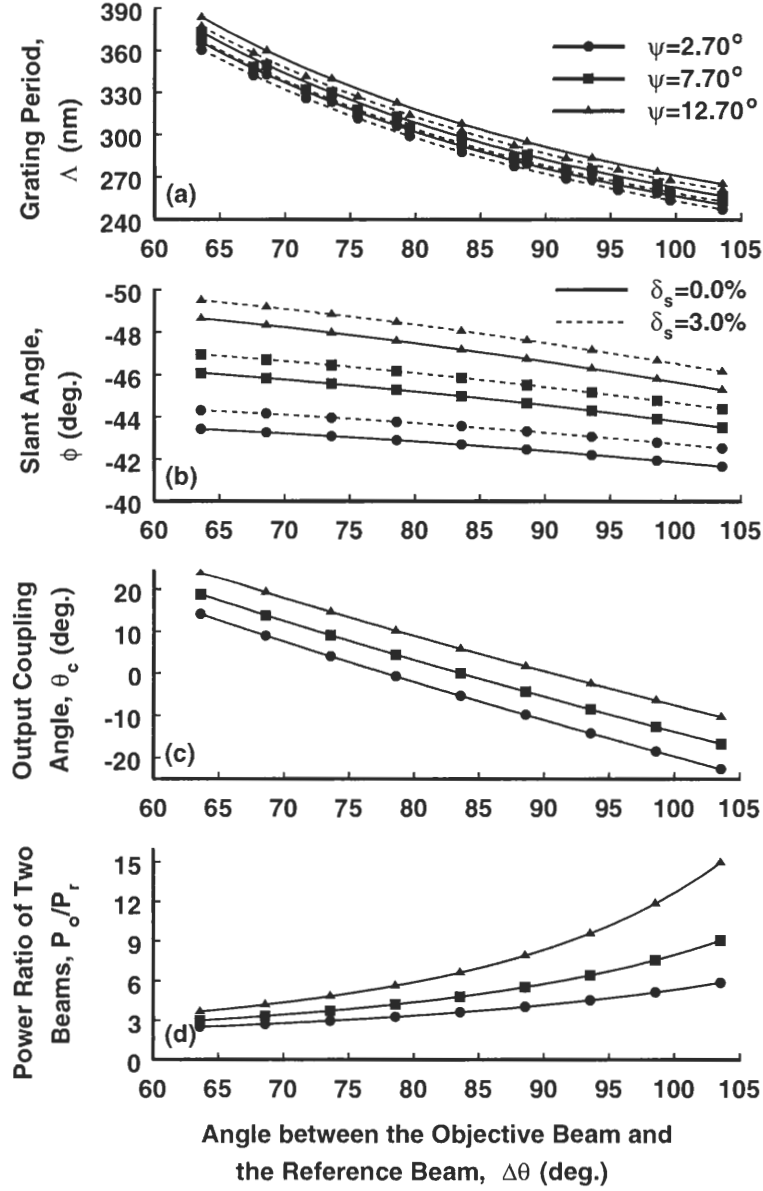 390
360
330
300
270
240
Grating Period,
Λ (nm)
ψ=2.70°
ψ=7.70°
ψ=12.70°
(a)
60 65 70 75 80 85 90 95 100 105
-50
-48
-46
-44
-42
-40
Slant Angle,
ϕ (deg.)
δs=0.0%
δs=3.0%
(b)
60 65 70 75 80 85 90 95 100 105
20
10
0
-10
-20
Output Coupling
Angle, θc (deg.)
(c)
60 65 70 75 80 85 90 95 100 105
15
12
9
6
3
0
Power Ratio of Two
Beams, Po/Pr
(d)
60 65 70 75 80 85 90 95 100 105
Angle between the Objective Beam and
the Reference Beam, Δθ (deg.)